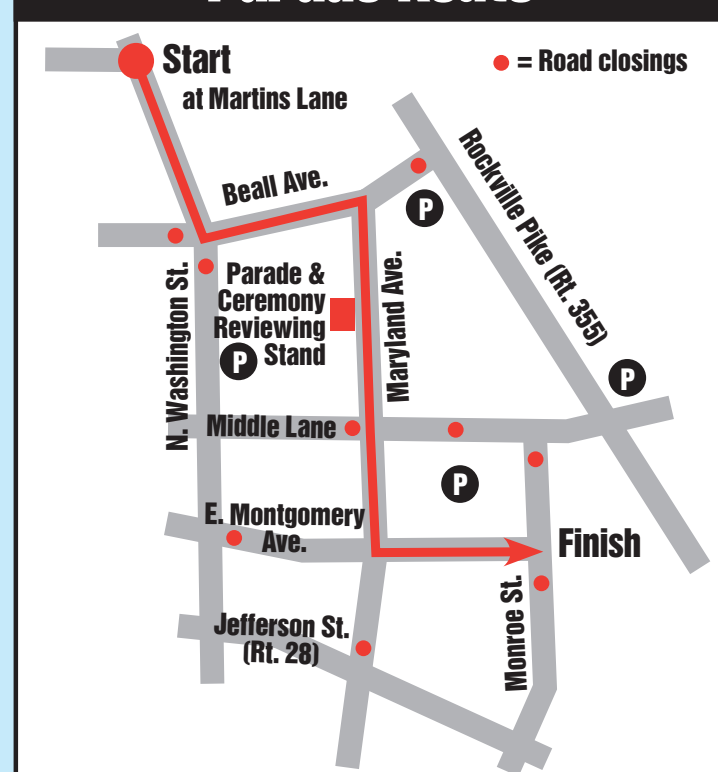 Start
at Martins Lane
= Road closings
Beall Ave.
Rockville Pike (Rt. 355)
P
N. Washington St.
Parade &
Ceremony
Reviewing
Stand
P
Maryland Ave.
P
Middle Lane
P
E. Montgomery
Ave.
Finish
Jefferson St.
(Rt. 28)
Monroe St.